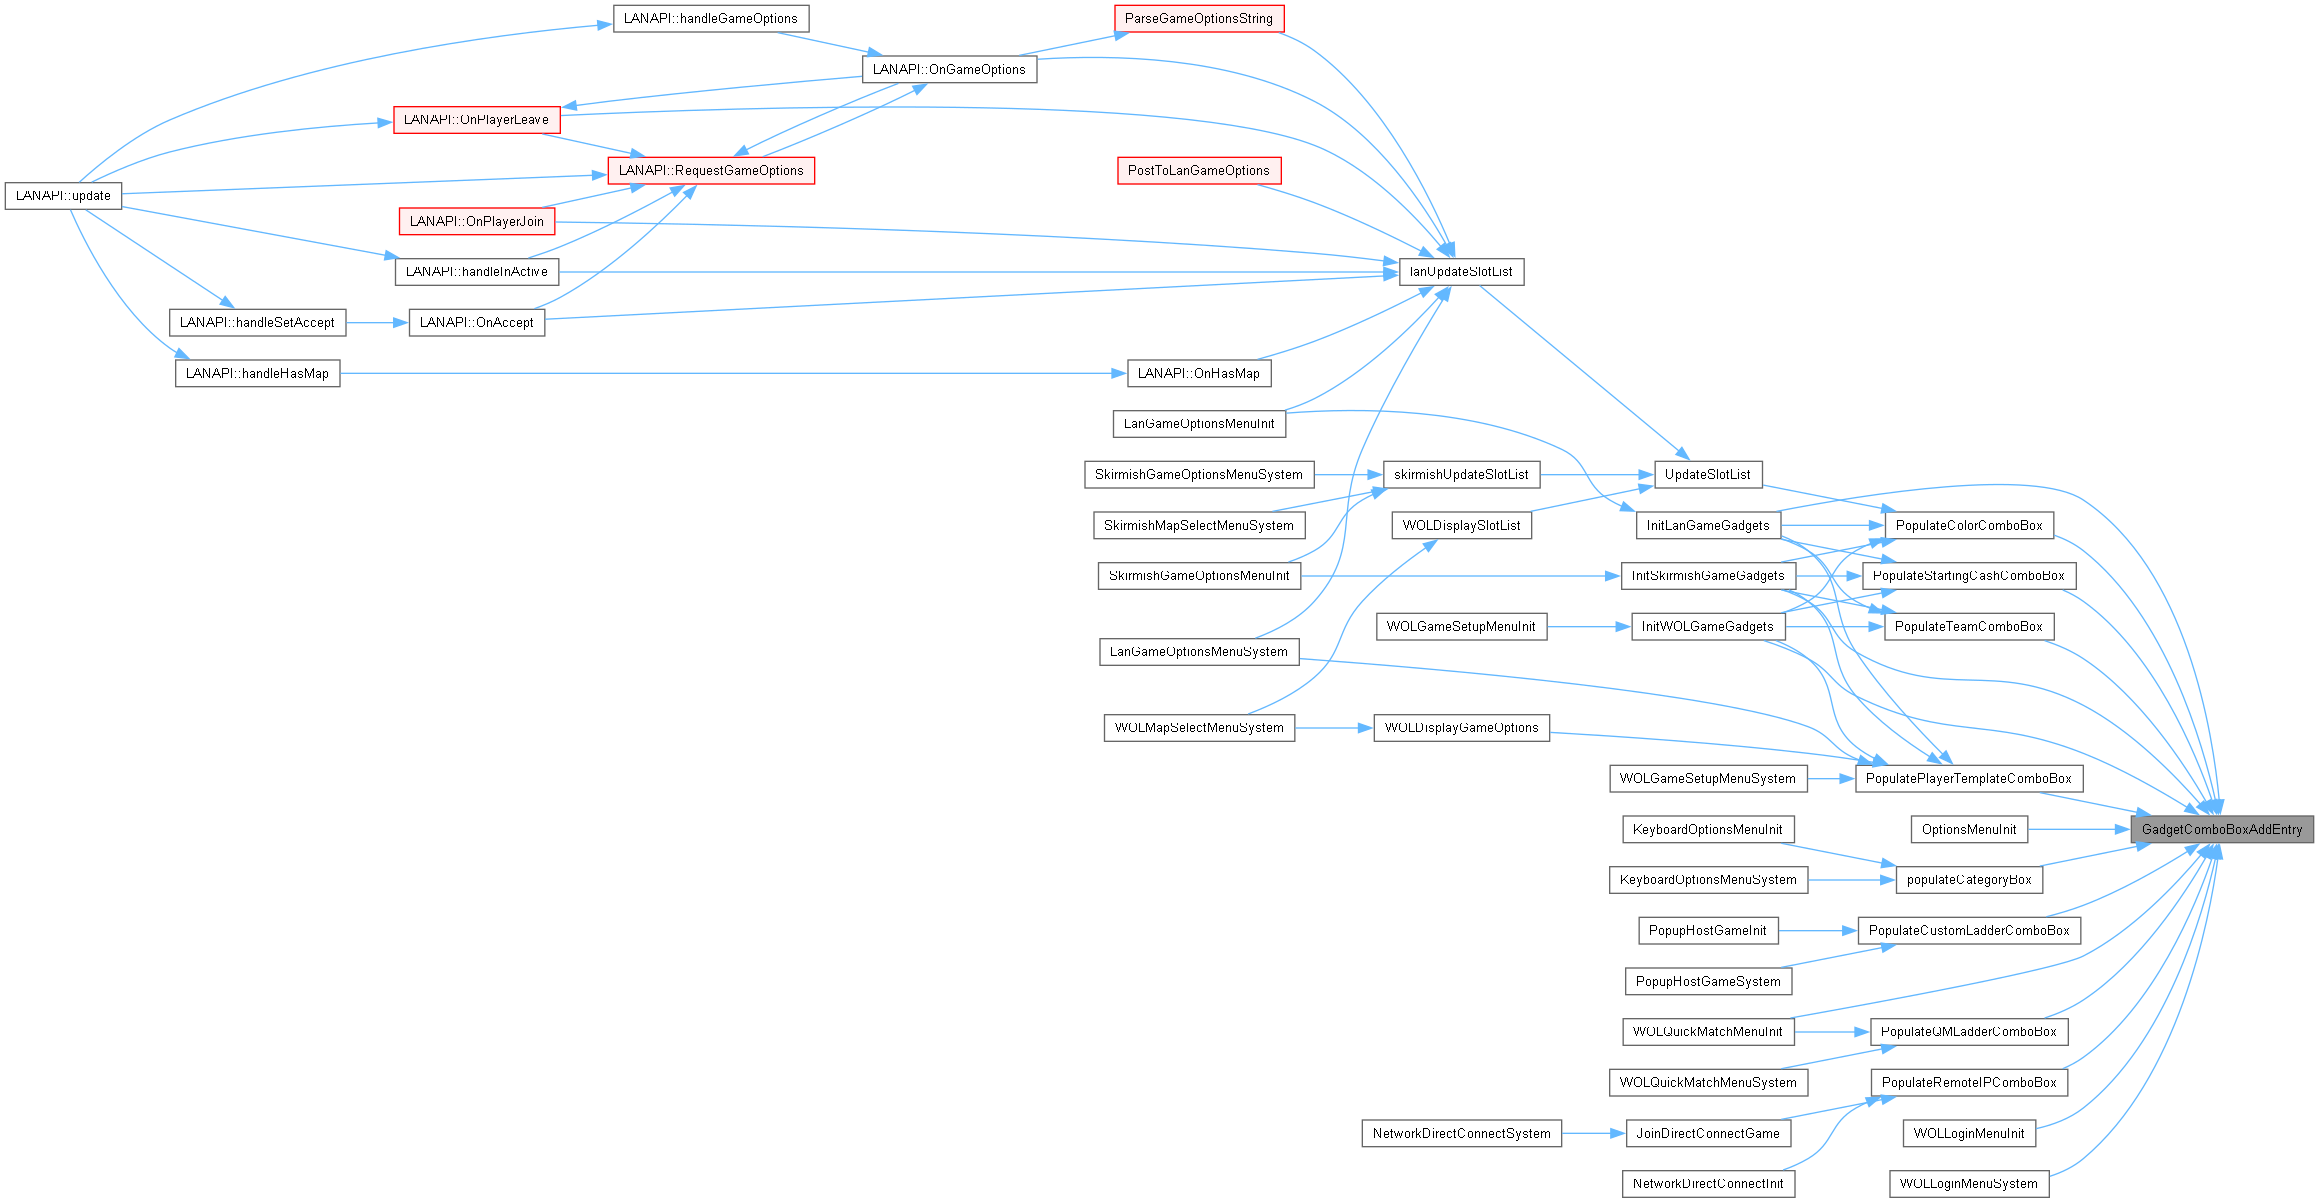 LANAPI::handleGameOptions
ParseGameOptionsString
LANAPI::OnGameOptions
LANAPI::OnPlayerLeave
LANAPI::RequestGameOptions
PostToLanGameOptions
LANAPI::update
LANAPI::OnPlayerJoin
LANAPI::handleInActive
lanUpdateSlotList
LANAPI::handleSetAccept
LANAPI::OnAccept
LANAPI::handleHasMap
LANAPI::OnHasMap
LanGameOptionsMenuInit
SkirmishGameOptionsMenuSystem
skirmishUpdateSlotList
UpdateSlotList
SkirmishMapSelectMenuSystem
WOLDisplaySlotList
InitLanGameGadgets
PopulateColorComboBox
SkirmishGameOptionsMenuInit
InitSkirmishGameGadgets
PopulateStartingCashComboBox
WOLGameSetupMenuInit
InitWOLGameGadgets
PopulateTeamComboBox
LanGameOptionsMenuSystem
WOLMapSelectMenuSystem
WOLDisplayGameOptions
WOLGameSetupMenuSystem
PopulatePlayerTemplateComboBox
KeyboardOptionsMenuInit
OptionsMenuInit
GadgetComboBoxAddEntry
KeyboardOptionsMenuSystem
populateCategoryBox
PopupHostGameInit
PopulateCustomLadderComboBox
PopupHostGameSystem
WOLQuickMatchMenuInit
PopulateQMLadderComboBox
WOLQuickMatchMenuSystem
PopulateRemoteIPComboBox
NetworkDirectConnectSystem
JoinDirectConnectGame
WOLLoginMenuInit
NetworkDirectConnectInit
WOLLoginMenuSystem